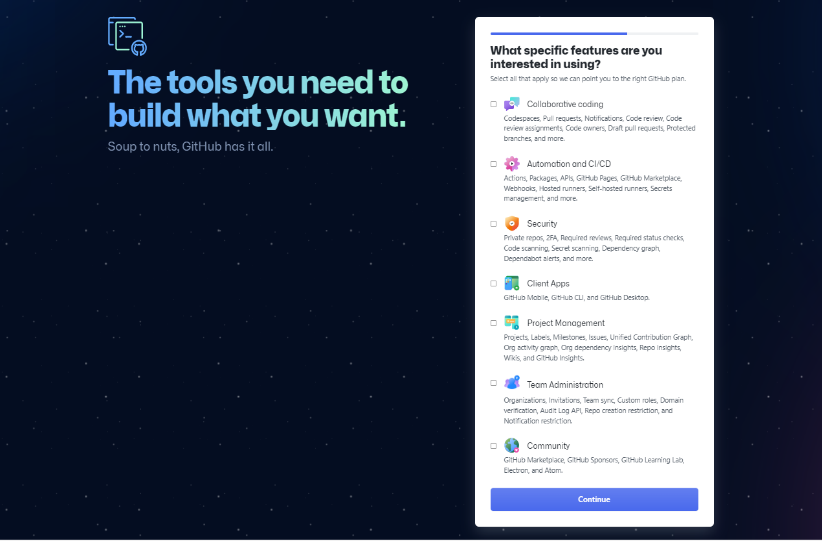 The tools you need to
build what you want.
Soup to nuts, GitHub has it all.
What specific features are you
interested in using?
Select all that apply so we can point you to the right GitHub plan.
Collaborative coding
Codespaces, Pull requests, Notifications, Code review, Code
review assignments, Code owners, Draft pull requests, Protected
branches, and more.
Automation and CI/CD
Actions, Packages, APIs, GitHub Pages, GitHub Marketplace,
Webhooks, Hosted runners, Self-hosted runners, Secrets
management, and more.
Security
Private repos, 2FA, Required reviews, Required status checks,
Code scanning, Secret scanning, Dependency graph,
Dependabot alerts, and more.
Client Apps
GitHub Mobile, GitHub CLI, and GitHub Desktop.
Project Management
Projects, Labels, Milestones, Issues, Unified Contribution Graph,
Org activity graph, Org dependency insights, Repo insights,
Wikis, and GitHub Insights.
Team Administration
Organizations, Invitations, Team sync, Custom roles, Domain
verification, Audit Log API, Repo creation restriction, and
Notification restriction.
Community
GitHub Marketplace, GitHub Sponsors, GitHub Learning Lab,
Electron, and Atom.
Continue